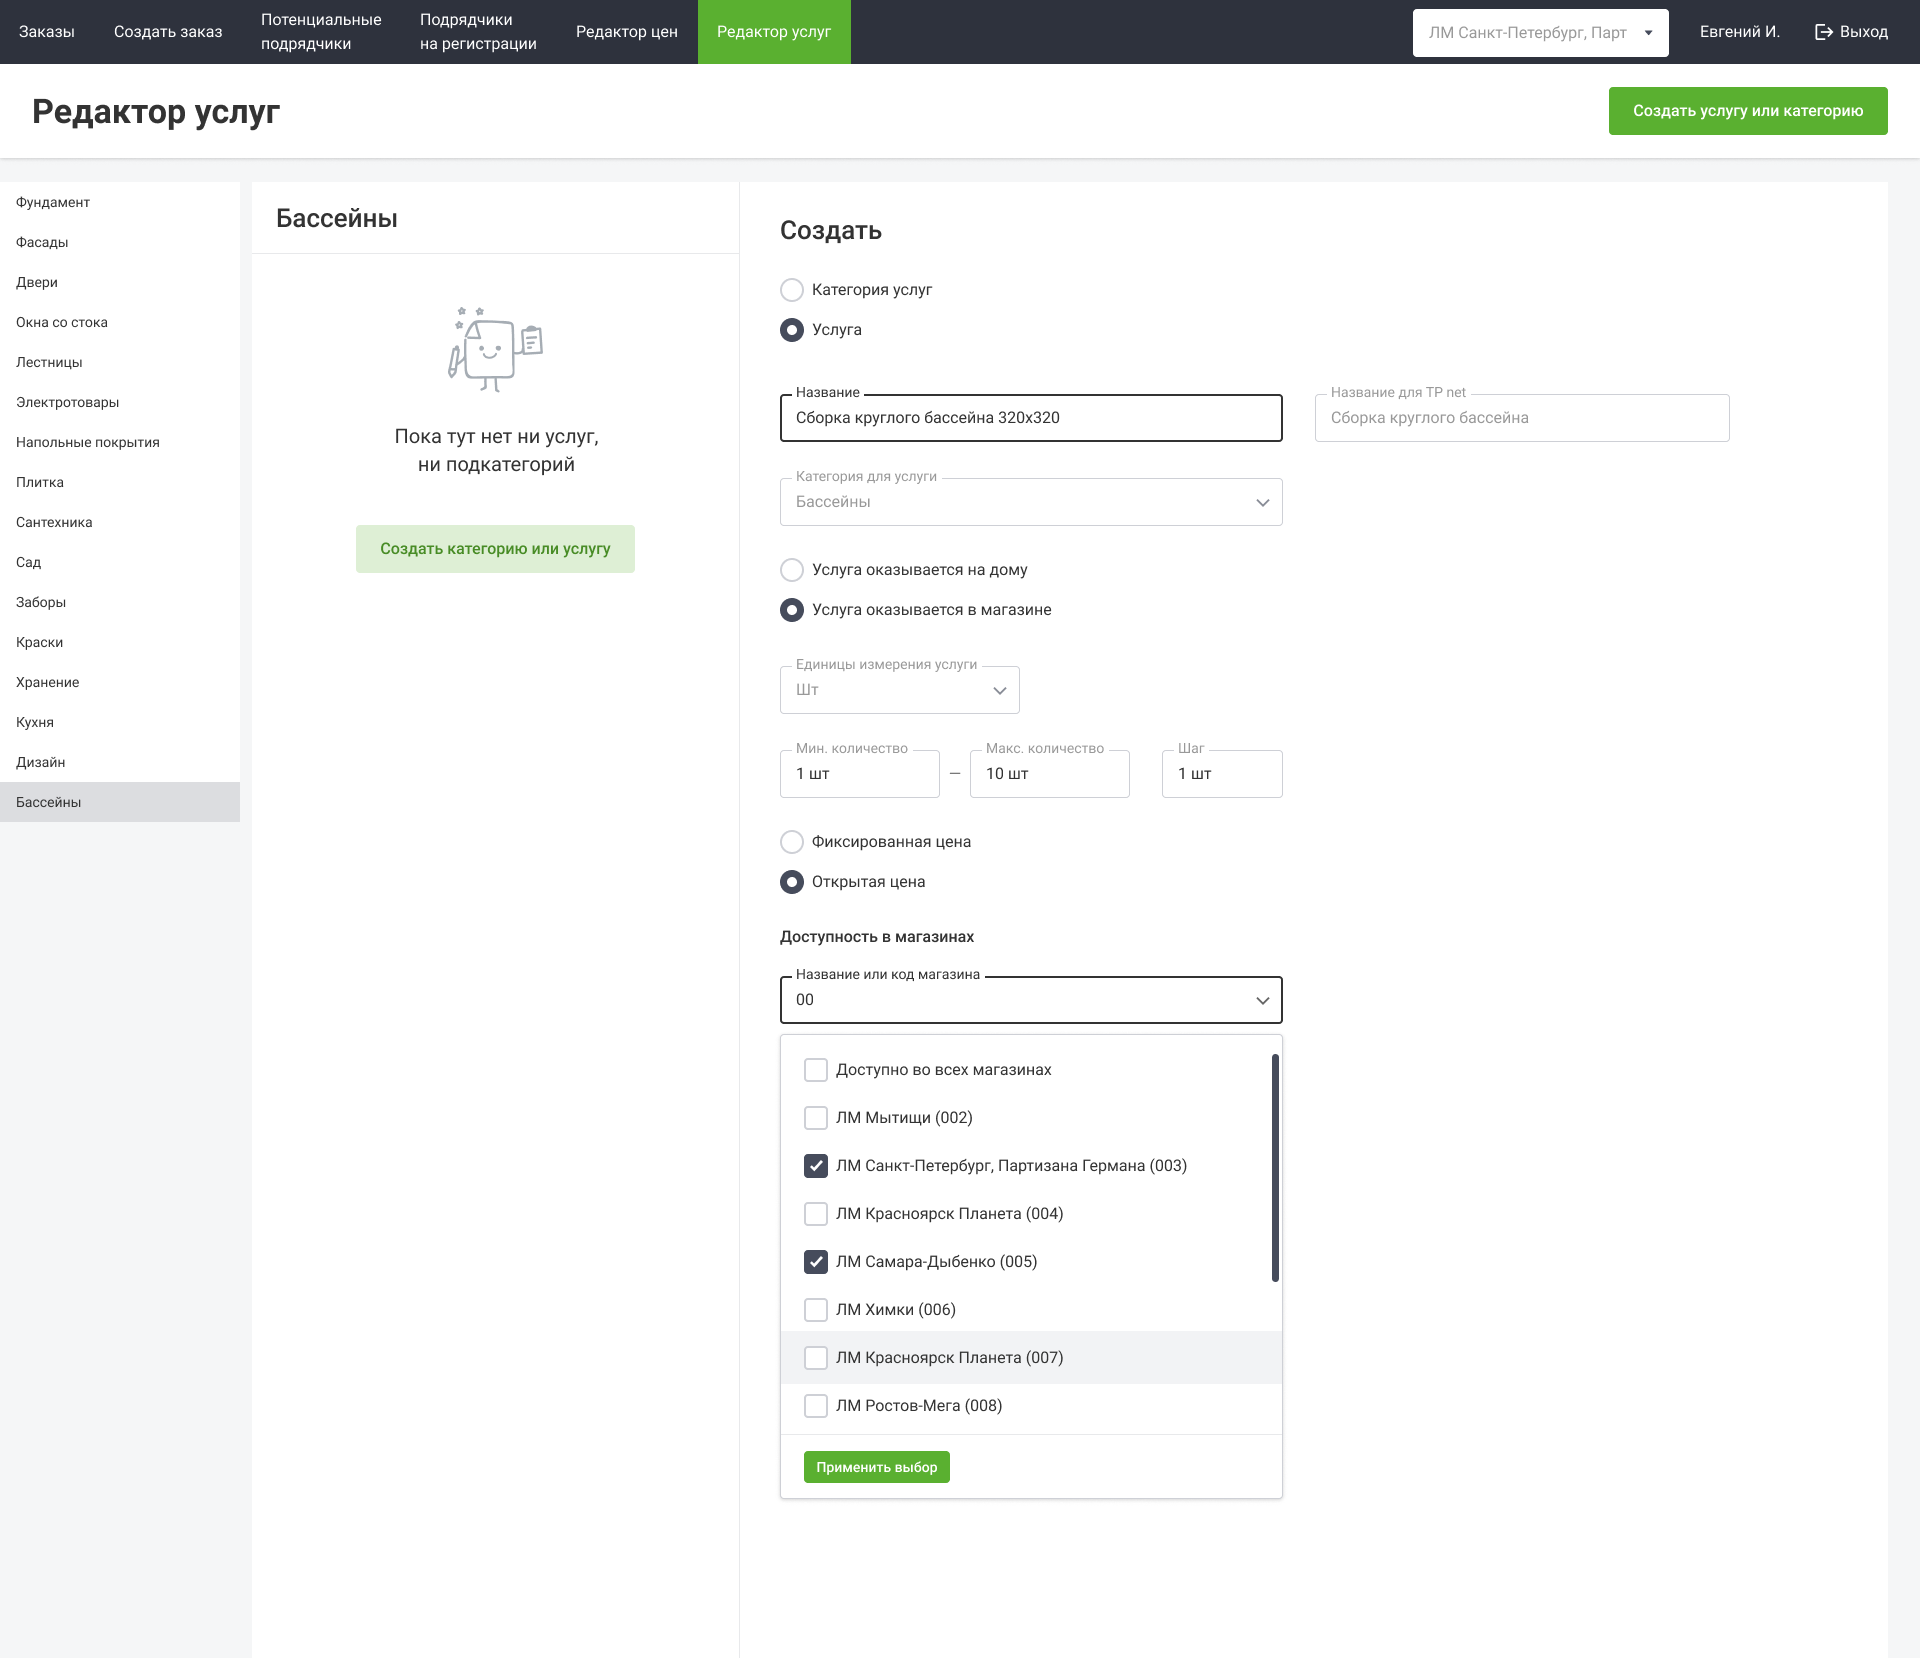 Заказы
Создать заказ
Потенциальные
подрядчики
Подрядчики
на регистрации
Редактор цен
Редактор услуг
ЛМ Санкт-Петербург, Парт
Евгений И.
Выход
Редактор услуг
Создать услугу или категорию
Фундамент
Фасады
Двери
Окна со стока
Лестницы
Электротовары
Напольные покрытия
Плитка
Сантехника
Сад
Заборы
Краски
Хранение
Кухня
Дизайн
Бассейны
Бассейны
Пока тут нет ни услуг,
ни подкатегорий
Создать категорию или услугу
Создать
Категория услуг
Услуга
Название
Сборка круглого бассейна 320х320
Название для TP net
Сборка круглого бассейна
Категория для услуги
Бассейны
Услуга оказывается на дому
Услуга оказывается в магазине
Единицы измерения услуги
Шт
Мин. количество
1 шт
—
Макс. количество
10 шт
Шаг
1 шт
Фиксированная цена
Открытая цена
Доступность в магазинах
Название или код магазина
00
Доступно во всех магазинах
ЛМ Мытищи (002)
ЛМ Санкт-Петербург, Партизана Германа (003)
ЛМ Красноярск Планета (004)
ЛМ Самара-Дыбенко (005)
ЛМ Химки (006)
ЛМ Красноярск Планета (007)
ЛМ Ростов-Мега (008)
Применить выбор